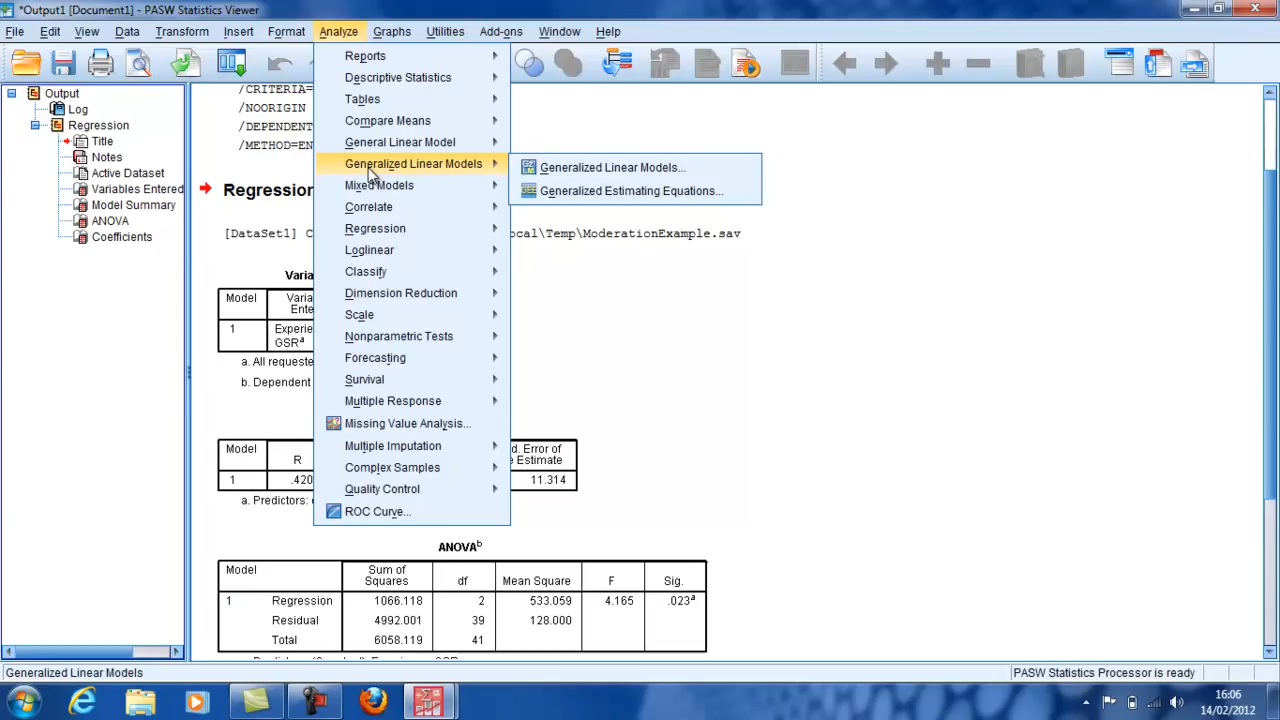 *Output1 [Document1] - PASW Statistics Viewer
File Edit View Data Transform Insert Format Analyze Graphs Utilities Add-ons Window Help
Output
Log
Regression
Title
Notes
Active Dataset
Variables Entered
Model Summary
ANOVA
Coefficients
Reports
Descriptive Statistics
Tables
Compare Means
General Linear Model
Generalized Linear Models
Mixed Models
Correlate
Regression
Loglinear
Classify
Dimension Reduction
Scale
Nonparametric Tests
Forecasting
Survival
Multiple Response
Missing Value Analysis...
Multiple Imputation
Complex Samples
Quality Control
ROC Curve...
Generalized Linear Models...
Generalized Estimating Equations...
/CRITERIA=
/NOORIGIN
/DEPENDENT
/METHOD=EN
Regression
[DataSet1] C ocal\Temp\ModerationExample.sav
Varia
Model Varia
Ente
1 Experie
GSRa
a. All requeste
b. Dependent
Model R d. Error of
e Estimate
1 .420 11.314
a. Predictors: (
ANOVAb
Model Sum of Squares df Mean Square F Sig.
1 Regression 1066.118 2 533.059 4.165 .023a
Residual 4992.001 39 128.000
Total 6058.119 41
Generalized Linear Models
PASW Statistics Processor is ready
16:06
14/02/2012